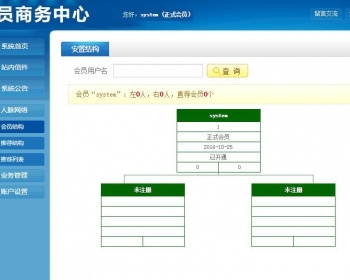 员商务中心
您好：system（正式会员）
留言交流
系统首页
站内信件
系统公告
人脉网络
会员结构
推荐结构
推荐列表
业务管理
账户设置
安置结构
会员用户名
查 询
会员“system”：左0人，右0人，直荐会员0个
system
1
正式会员
2016-10-25
已开通
0 0
未注册
未注册